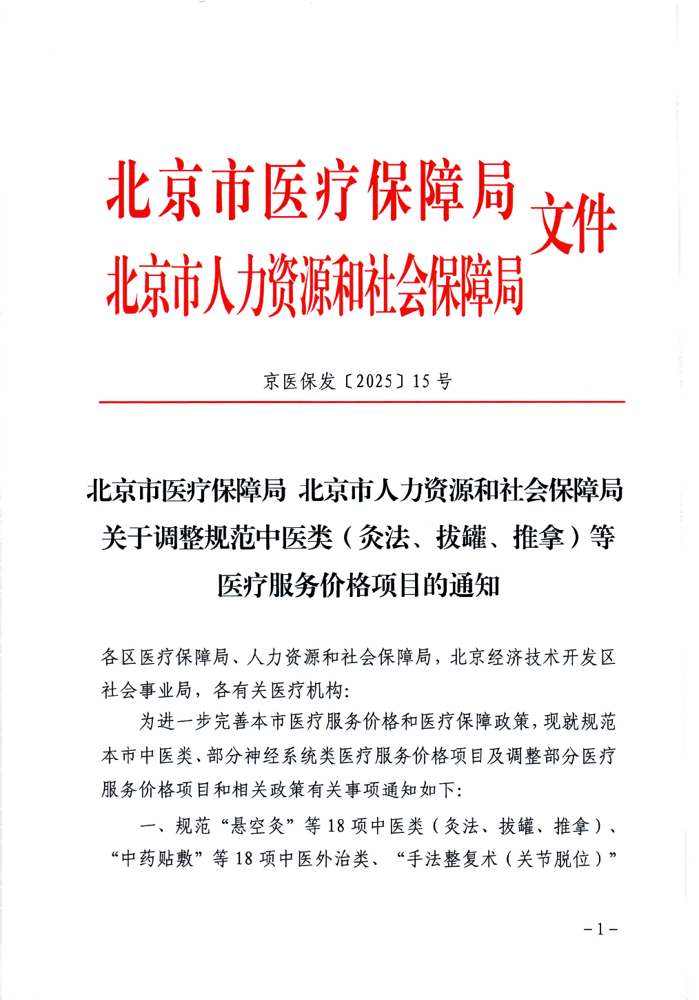 北京市医疗保障局
文件
北京市人力资源和社会保障局
京医保发〔2025〕15号
北京市医疗保障局 北京市人力资源和社会保障局
关于调整规范中医类（灸法、拔罐、推拿）等
医疗服务价格项目的通知
各区医疗保障局、人力资源和社会保障局，北京经济技术开发区
社会事业局，各有关医疗机构：
为进一步完善本市医疗服务价格和医疗保障政策，现就规范
本市中医类、部分神经系统类医疗服务价格项目及调整部分医疗
服务价格项目和相关政策有关事项通知如下：
一、规范“悬空灸”等18项中医类（灸法、拔罐、推拿）、
“中药贴敷”等18项中医外治类、“手法整复术（关节脱位）”
－1－